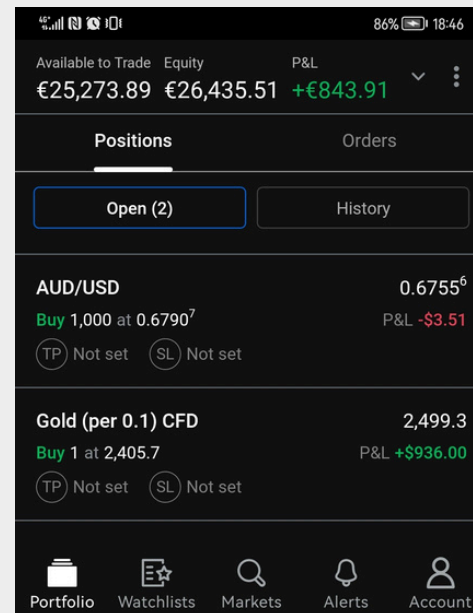 46 86% 18:46
Available to Trade Equity P&L
€25,273.89 €26,435.51 +€843.91
Positions Orders
Open (2) History
AUD/USD 0.6755⁶
Buy 1,000 at 0.6790⁷ P&L -$3.51
TP Not set SL Not set
Gold (per 0.1) CFD 2,499.3
Buy 1 at 2,405.7 P&L +$936.00
TP Not set SL Not set
Portfolio Watchlists Markets Alerts Account